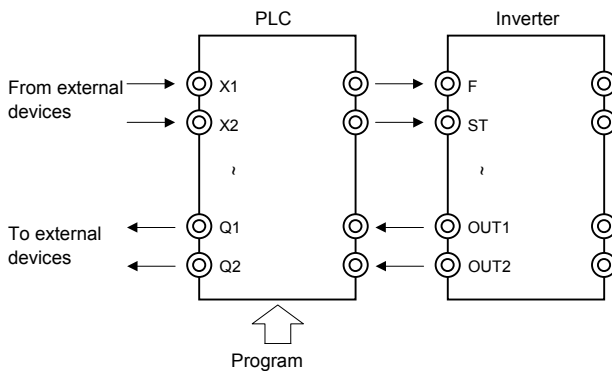 PLC
Inverter
From external
devices
X1
F
X2
ST
~
~
To external
devices
Q1
OUT1
Q2
OUT2
Program